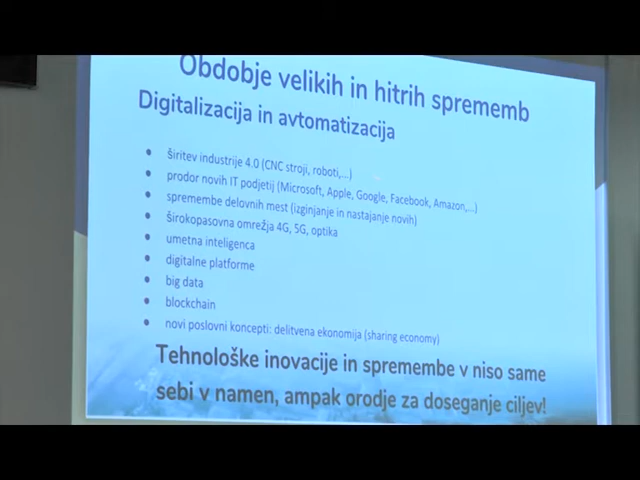 Obdobje velikih in hitrih sprememb
Digitalizacija in avtomatizacija
• širitev industrije 4.0 (CNC stroji, roboti,...)
• prodor novih IT podjetij (Microsoft, Apple, Google, Facebook, Amazon,...)
• spremembe delovnih mest (izginjanje in nastajanje novih)
• širokopasovna omrežja 4G, 5G, optika
• umetna inteligenca
• digitalne platforme
• big data
• blockchain
• novi poslovni koncepti: delitvena ekonomija (sharing economy)
Tehnološke inovacije in spremembe v niso same
sebi v namen, ampak orodje za doseganje ciljev!